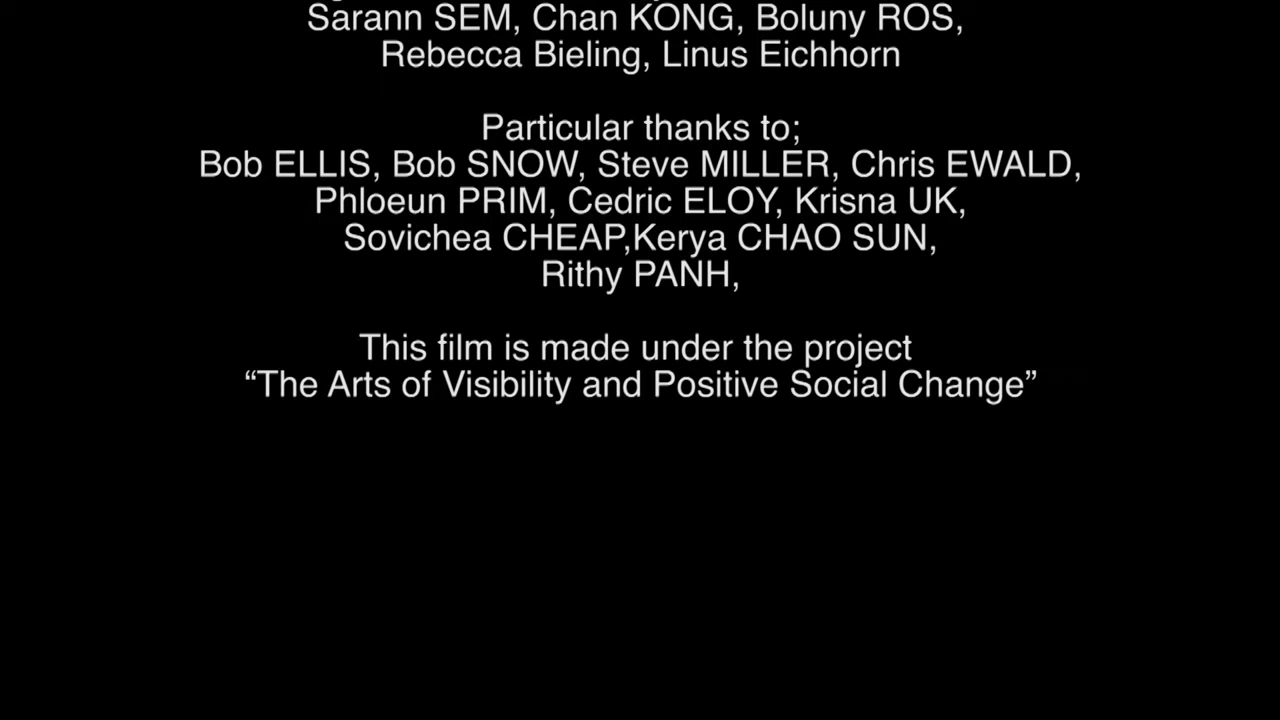 Sarann SEM, Chan KONG, Boluny ROS,
Rebecca Bieling, Linus Eichhorn
Particular thanks to;
Bob ELLIS, Bob SNOW, Steve MILLER, Chris EWALD,
Phloeun PRIM, Cedric ELOY, Krisna UK,
Sovichea CHEAP,Kerya CHAO SUN,
Rithy PANH,
This film is made under the project
“The Arts of Visibility and Positive Social Change”